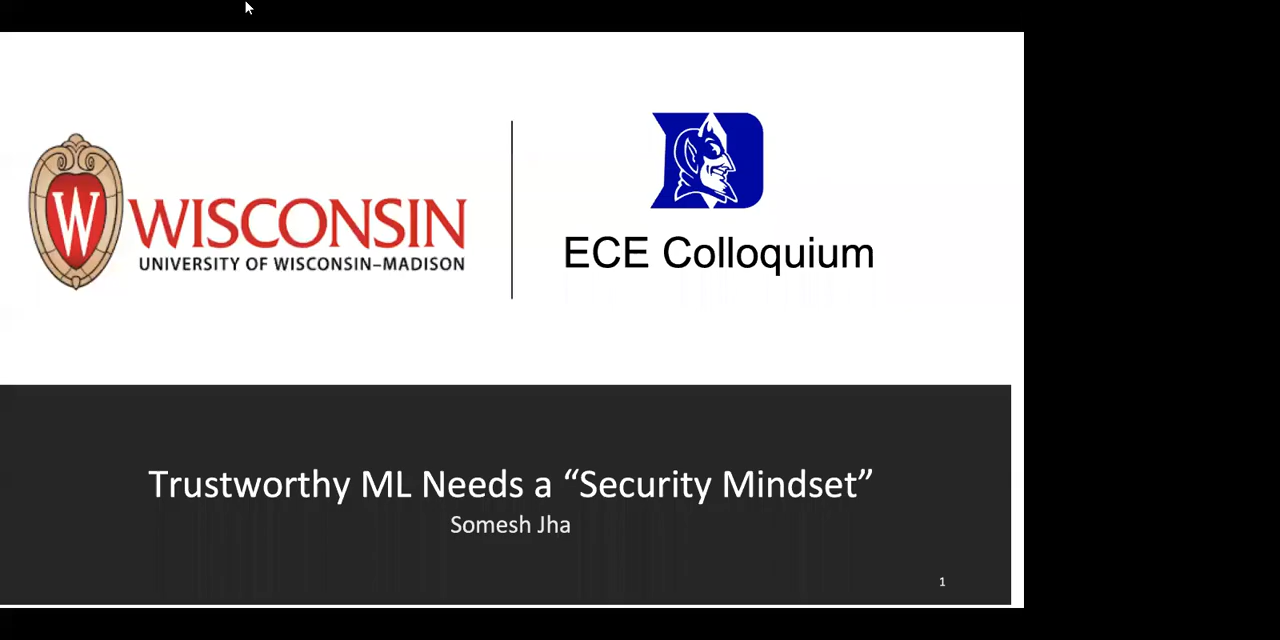 W WISCONSIN
UNIVERSITY OF WISCONSIN–MADISON
ECE Colloquium
Trustworthy ML Needs a “Security Mindset”
Somesh Jha
1